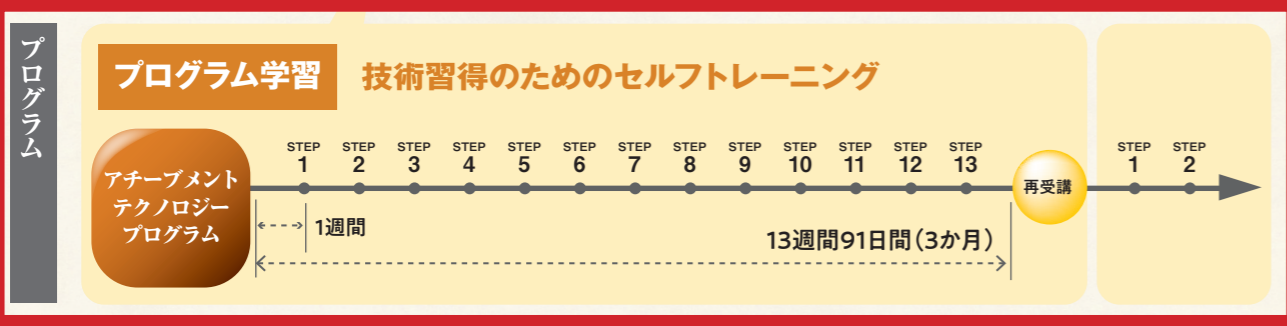 プログラム
プログラム学習
技術習得のためのセルフトレーニング
アチーブメント
テクノロジー
プログラム
STEP 1
STEP 2
STEP 3
STEP 4
STEP 5
STEP 6
STEP 7
STEP 8
STEP 9
STEP 10
STEP 11
STEP 12
STEP 13
再受講
STEP 1
STEP 2
1週間
13週間91日間(3か月)